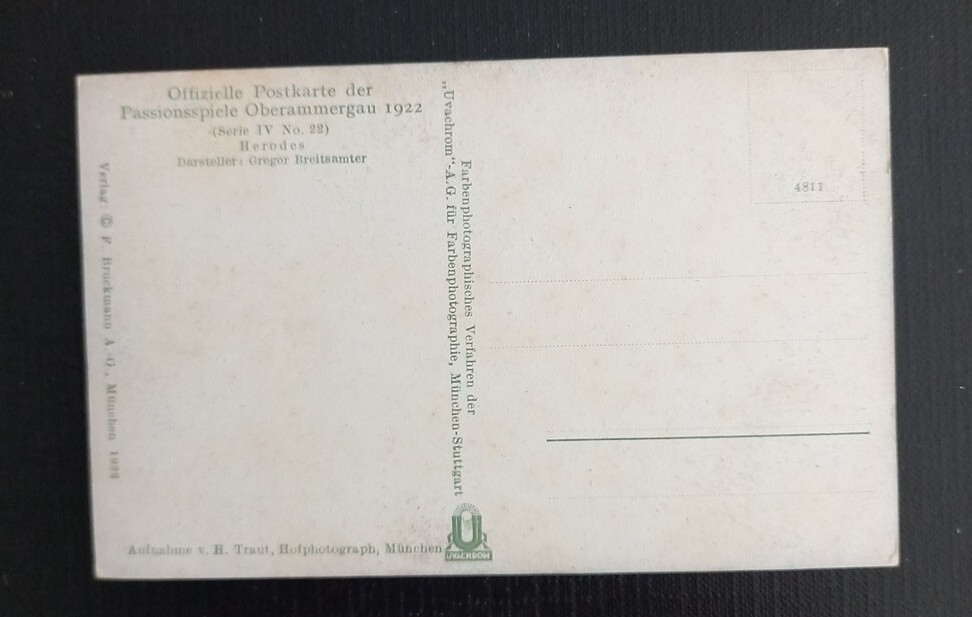 Offizielle Postkarte der
Passionsspiele Oberammergau 1922
(Serie IV No. 22)
Herodes
Darsteller: Gregor Breitsamter
Verlag: © F. Bruckmann A.-G., München 1922
Aufnahme v. H. Traut, Hofphotograph, München
Farbenphotographisches Verfahren der
„Uvachrom“-A.G. für Farbenphotographie, München-Stuttgart
U
UVACHROM
4811